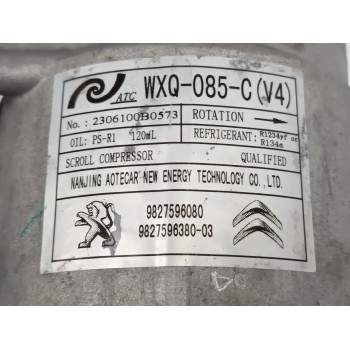 ATC WXQ-085-C(V4)
No.: 2306100B0573 ROTATION
OIL: PS-R1 120mL REFRIGERANT: R1234yf or R134a
SCROLL COMPRESSOR QUALIFIED
NANJING AOTECAR NEW ENERGY TECHNOLOGY CO.,LTD.
9827596080
9827596380-03